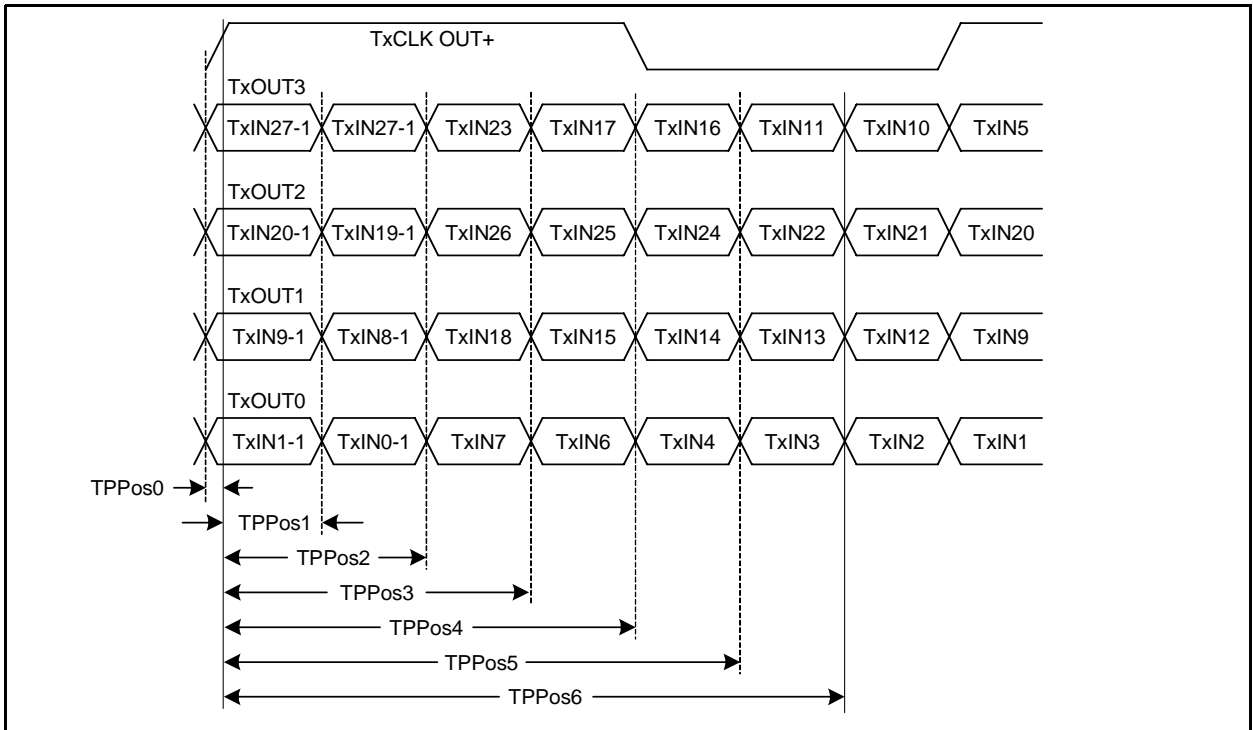 TxCLK OUT+
TxOUT3
TxIN27-1 TxIN27-1 TxIN23 TxIN17 TxIN16 TxIN11 TxIN10 TxIN5
TxOUT2
TxIN20-1 TxIN19-1 TxIN26 TxIN25 TxIN24 TxIN22 TxIN21 TxIN20
TxOUT1
TxIN9-1 TxIN8-1 TxIN18 TxIN15 TxIN14 TxIN13 TxIN12 TxIN9
TxOUT0
TxIN1-1 TxIN0-1 TxIN7 TxIN6 TxIN4 TxIN3 TxIN2 TxIN1
TPPos0
TPPos1
TPPos2
TPPos3
TPPos4
TPPos5
TPPos6